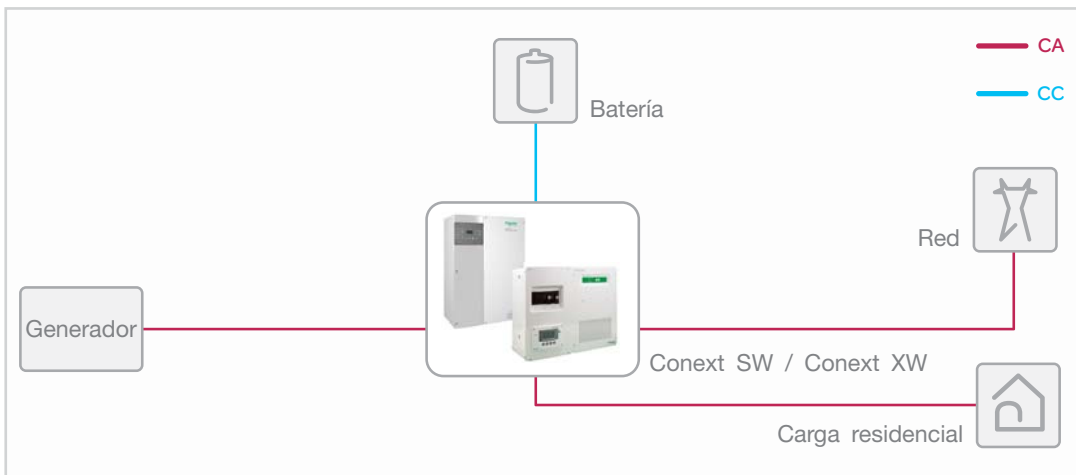 CA
CC
Batería
Red
Generador
Conext SW / Conext XW
Carga residencial